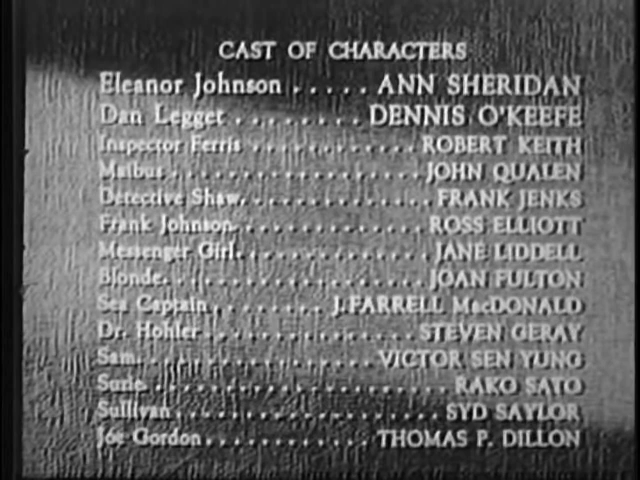 CAST OF CHARACTERS
Eleanor Johnson ..... ANN SHERIDAN
Dan Legget ........ DENNIS O'KEEFE
Inspector Ferris ............ ROBERT KEITH
Maibus .................. JOHN QUALEN
Detective Shaw .............. FRANK JENKS
Frank Johnson ............. ROSS ELLIOTT
Messenger Girl ............. JANE LIDDELL
Blonde ................... JOAN FULTON
Sea Captain ........ J. FARRELL MacDONALD
Dr. Hohler .............. STEVEN GERAY
Sam ................ VICTOR SEN YUNG
Suzie ..................... RAKO SATO
Sullivan ................... SYD SAYLOR
Joe Gordon ............ THOMAS P. DILLON